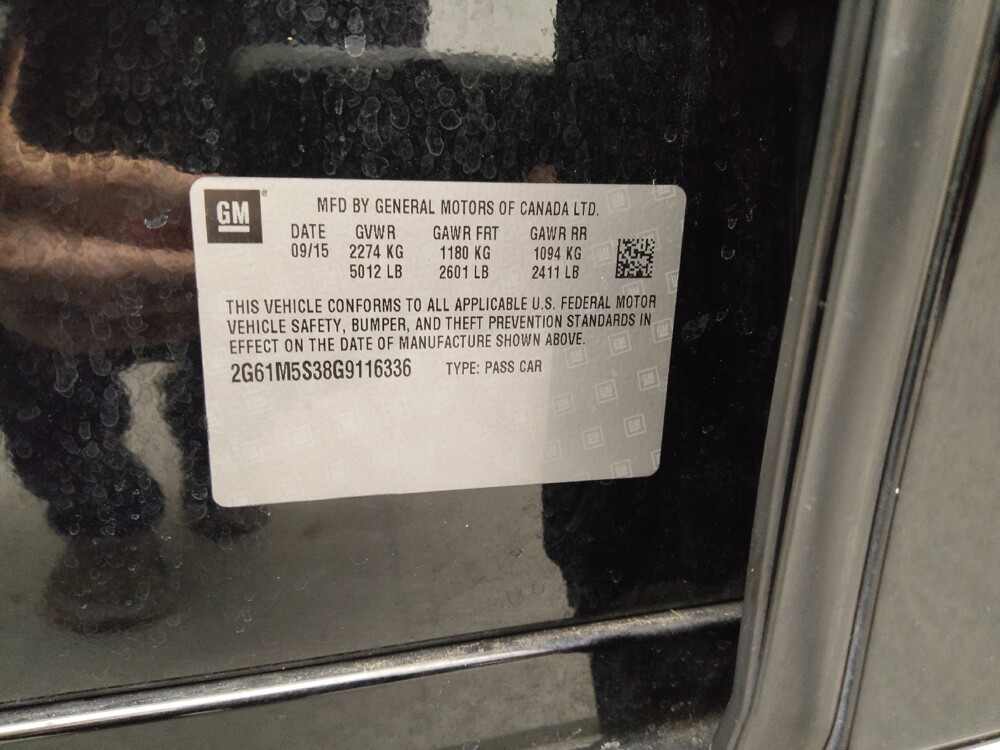 GM
MFD BY GENERAL MOTORS OF CANADA LTD.
DATE GVWR GAWR FRT GAWR RR
09/15 2274 KG 1180 KG 1094 KG
5012 LB 2601 LB 2411 LB
THIS VEHICLE CONFORMS TO ALL APPLICABLE U.S. FEDERAL MOTOR
VEHICLE SAFETY, BUMPER, AND THEFT PREVENTION STANDARDS IN
EFFECT ON THE DATE OF MANUFACTURE SHOWN ABOVE.
2G61M5S38G9116336 TYPE: PASS CAR